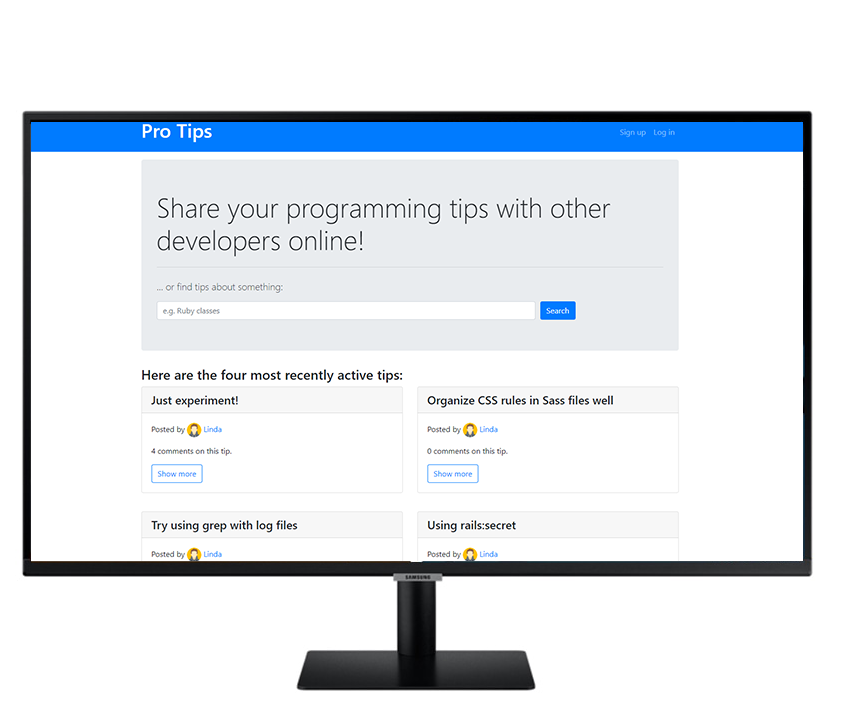 Pro Tips
Sign up Log in
Share your programming tips with other
developers online!
... or find tips about something:
e.g. Ruby classes
Search
Here are the four most recently active tips:
Just experiment!
Posted by Linda
4 comments on this tip.
Show more
Organize CSS rules in Sass files well
Posted by Linda
0 comments on this tip.
Show more
Try using grep with log files
Posted by Linda
Using rails:secret
Posted by Linda
SAMSUNG